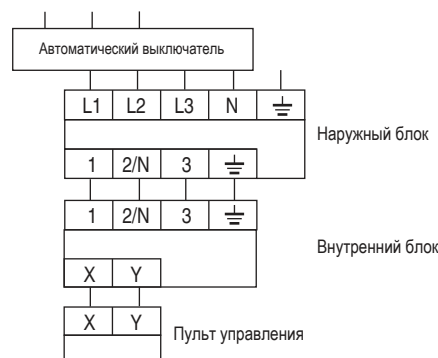 Автоматический выключатель
L1 L2 L3 N
Наружный блок
1 2/N 3
1 2/N 3
Внутренний блок
X Y
X Y
Пульт управления